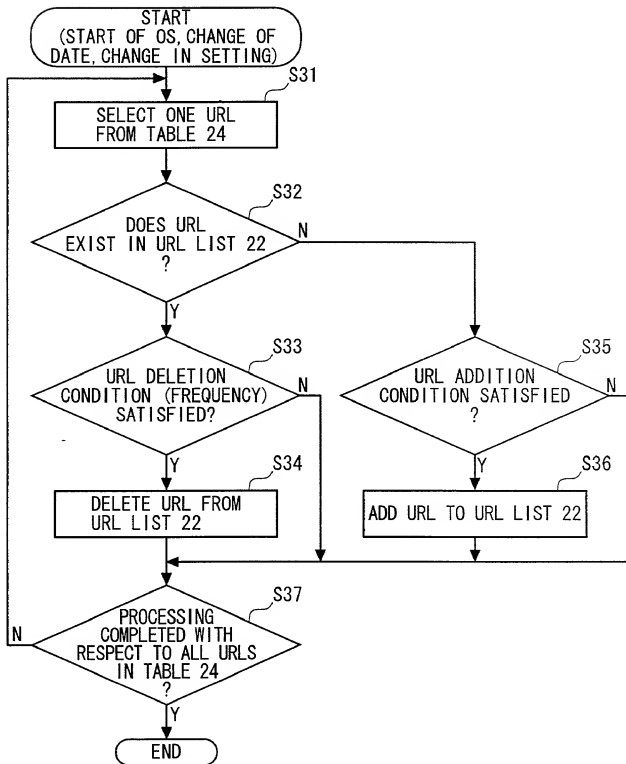 START
(START OF OS, CHANGE OF
DATE, CHANGE IN SETTING)
S31
SELECT ONE URL
FROM TABLE 24
S32
DOES URL
EXIST IN URL LIST 22
?
N
Y
S33
URL DELETION
CONDITION (FREQUENCY)
SATISFIED?
N
Y
S35
URL ADDITION
CONDITION SATISFIED
?
N
Y
S34
DELETE URL FROM
URL LIST 22
S36
ADD URL TO URL LIST 22
S37
PROCESSING
COMPLETED WITH
RESPECT TO ALL URLS
IN TABLE 24
?
N
Y
END